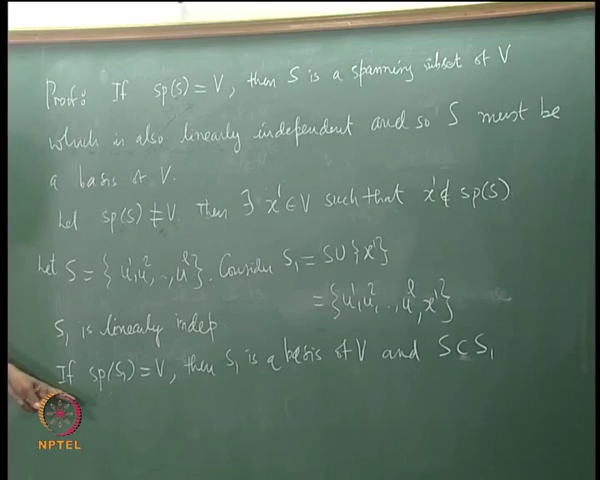 Proof: If sp(S) = V, then S is a spanning subset of V
which is also linearly independent and so S must be
a basis of V.
Let sp(S) ≠ V. Then ∃ x¹ ∈ V such that x¹ ∉ sp(S)
Let S = {u¹, u², .., uˡ}. Consider S₁ = S ∪ {x¹}
= {u¹, u², .., uˡ, x¹}
S₁ is linearly indep.
If sp(S₁) = V, then S₁ is a basis of V and S ⊂ S₁
NPTEL